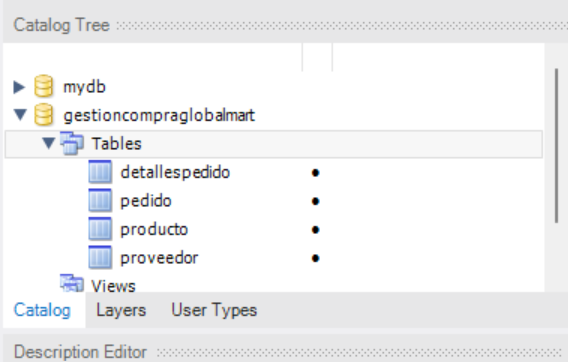 Catalog Tree
mydb
gestioncompraglobalmart
Tables
detallespedido
pedido
producto
proveedor
Views
Catalog Layers User Types
Description Editor